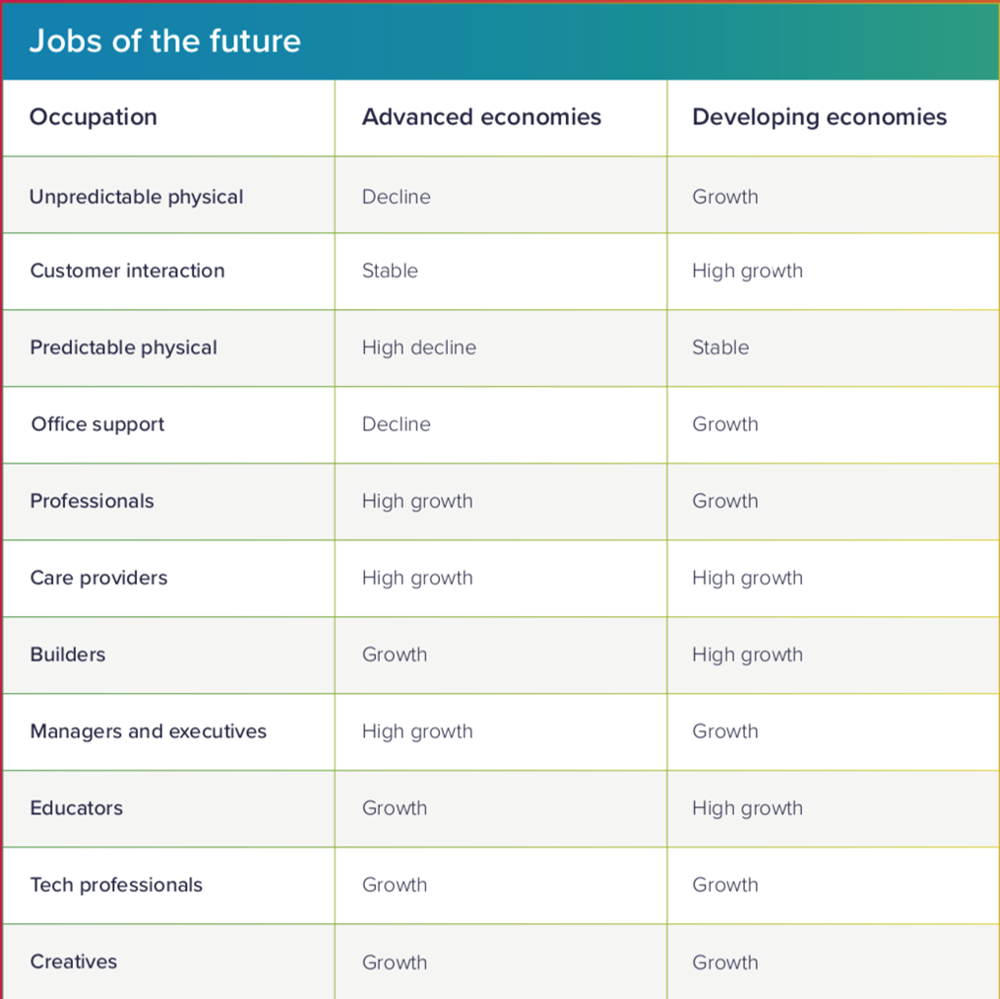 Jobs of the future
Occupation Advanced economies Developing economies
Unpredictable physical Decline Growth
Customer interaction Stable High growth
Predictable physical High decline Stable
Office support Decline Growth
Professionals High growth Growth
Care providers High growth High growth
Builders Growth High growth
Managers and executives High growth Growth
Educators Growth High growth
Tech professionals Growth Growth
Creatives Growth Growth